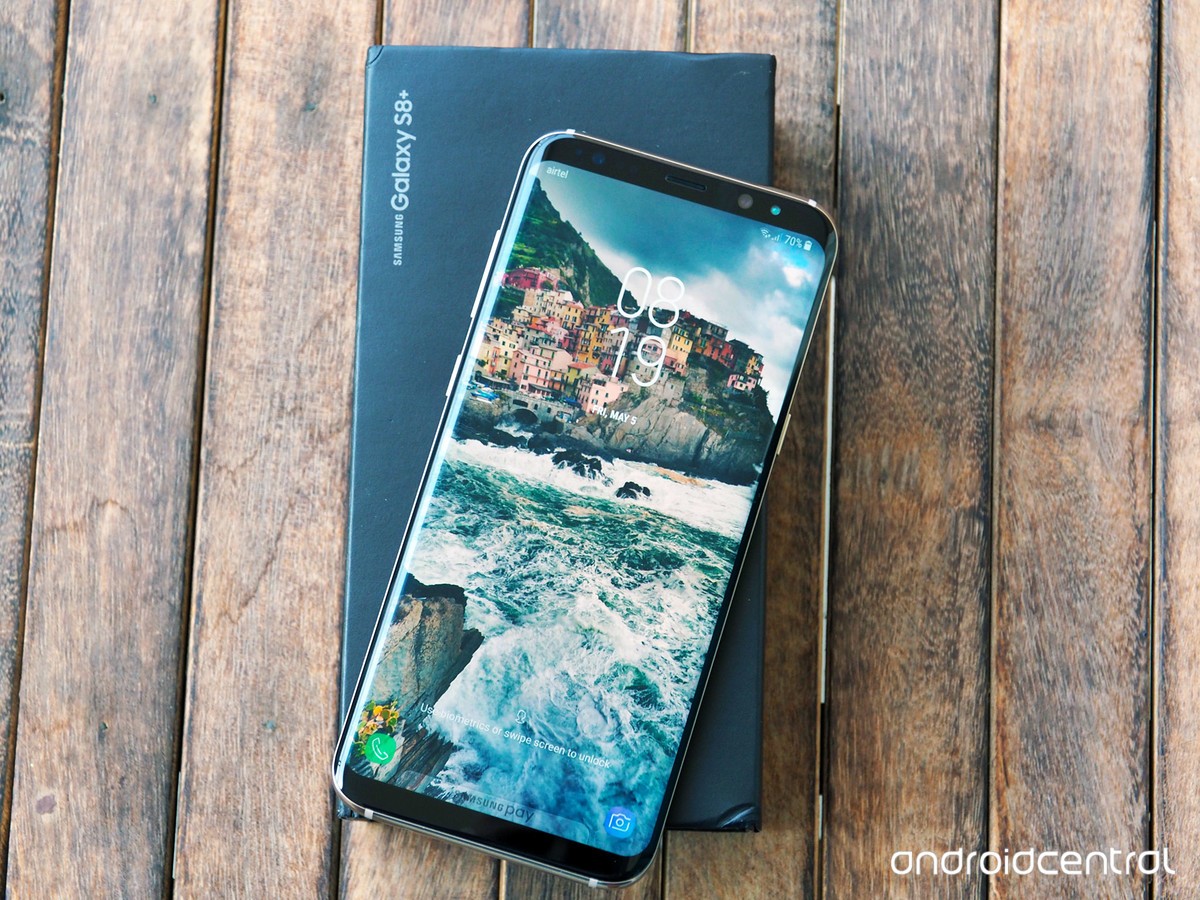 SAMSUNG Galaxy S8+
airtel
70%
08
19
FRI, MAY 5
Use biometrics or swipe screen to unlock
SAMSUNG pay
androidcentral